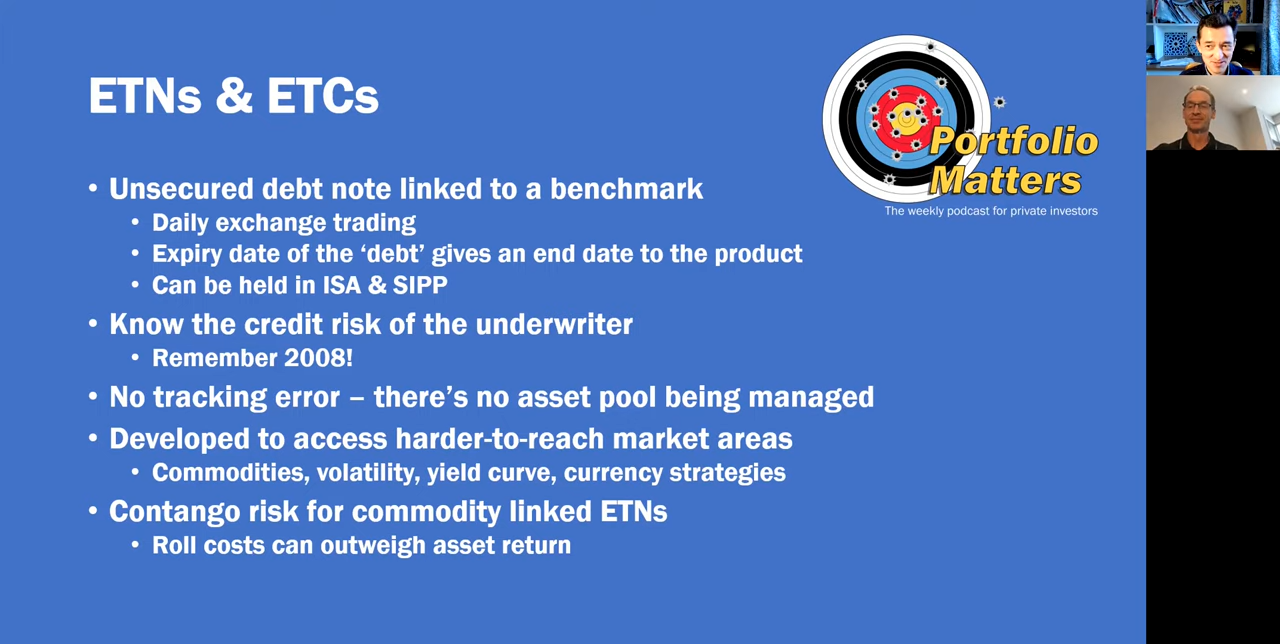 ETNs & ETCs
Portfolio
Matters
The weekly podcast for private investors
• Unsecured debt note linked to a benchmark
• Daily exchange trading
• Expiry date of the ‘debt’ gives an end date to the product
• Can be held in ISA & SIPP
• Know the credit risk of the underwriter
• Remember 2008!
• No tracking error – there’s no asset pool being managed
• Developed to access harder-to-reach market areas
• Commodities, volatility, yield curve, currency strategies
• Contango risk for commodity linked ETNs
• Roll costs can outweigh asset return